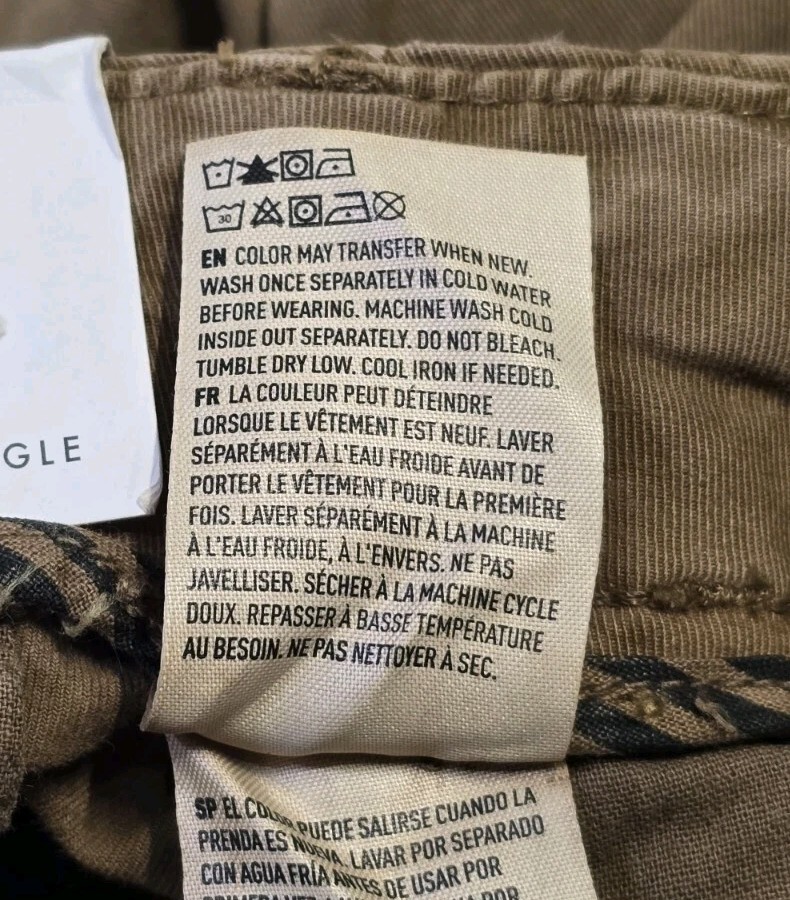 GLE
30
EN COLOR MAY TRANSFER WHEN NEW.
WASH ONCE SEPARATELY IN COLD WATER
BEFORE WEARING. MACHINE WASH COLD
INSIDE OUT SEPARATELY. DO NOT BLEACH.
TUMBLE DRY LOW. COOL IRON IF NEEDED.
FR LA COULEUR PEUT DÉTEINDRE
LORSQUE LE VÊTEMENT EST NEUF. LAVER
SÉPARÉMENT À L'EAU FROIDE AVANT DE
PORTER LE VÊTEMENT POUR LA PREMIÈRE
FOIS. LAVER SÉPARÉMENT À LA MACHINE
À L'EAU FROIDE, À L'ENVERS. NE PAS
JAVELLISER. SÉCHER À LA MACHINE CYCLE
DOUX. REPASSER À BASSE TEMPÉRATURE
AU BESOIN. NE PAS NETTOYER À SEC.
SP EL COLOR PUEDE SALIRSE CUANDO LA
PRENDA ES NUEVA. LAVAR POR SEPARADO
CON AGUA FRÍA ANTES DE USAR POR